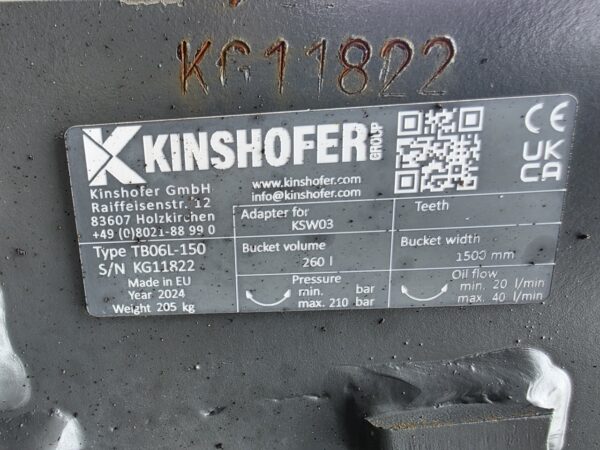 KG11822
KINSHOFER GROUP
Kinshofer GmbH
Raiffeisenstr. 12
83607 Holzkirchen
+49 (0)8021-88 99 0
Type TB06L-150
S/N KG11822
Made in EU
Year 2024
Weight 205 kg
www.kinshofer.com
info@kinshofer.com
Adapter for
KSW03
Bucket volume
260 l
Pressure
min. bar
max. 210 bar
Teeth
Bucket width
1500 mm
Oil flow
min. 20 l/min
max. 40 l/min
CE
UK
CA